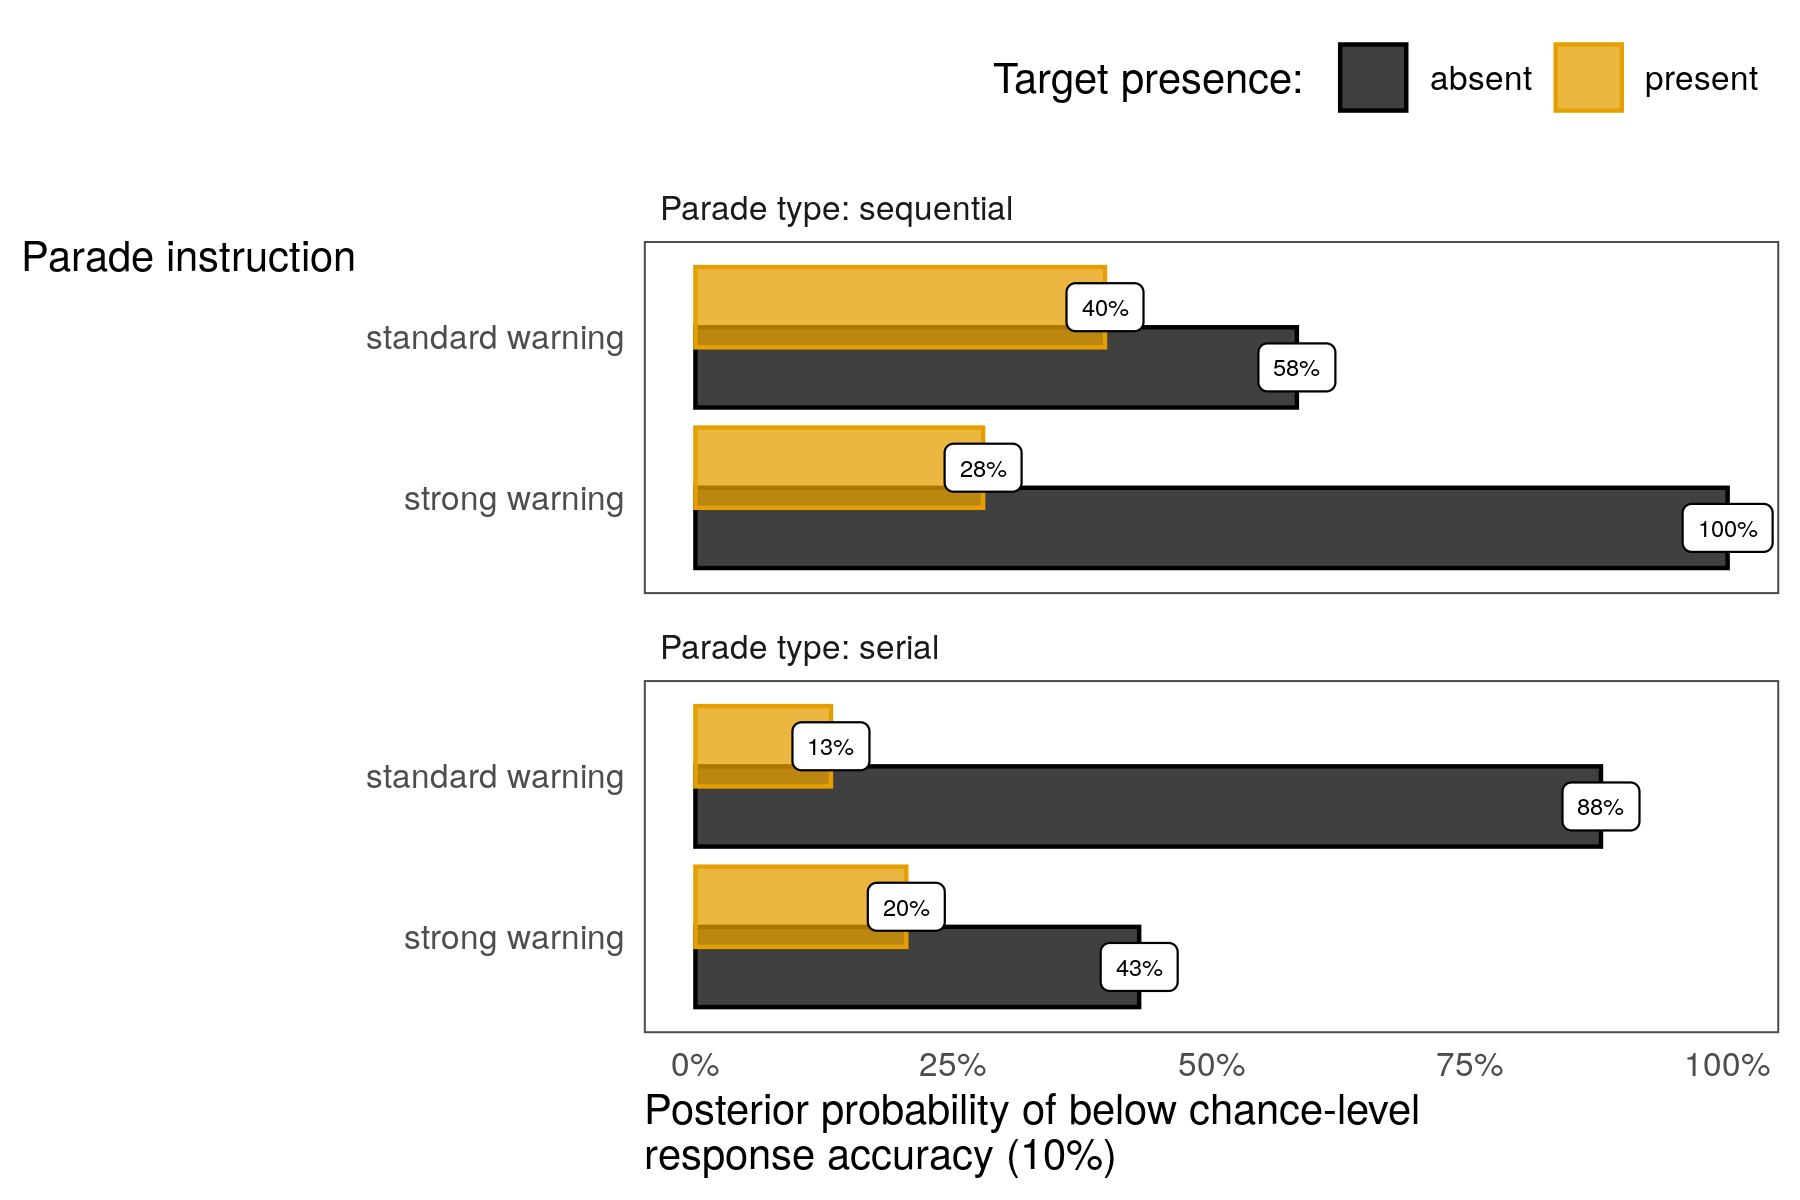 Target presence: absent present
Parade type: sequential
Parade instruction
standard warning
40%
58%
strong warning
28%
100%
Parade type: serial
standard warning
13%
88%
strong warning
20%
43%
0% 25% 50% 75% 100%
Posterior probability of below chance-level
response accuracy (10%)